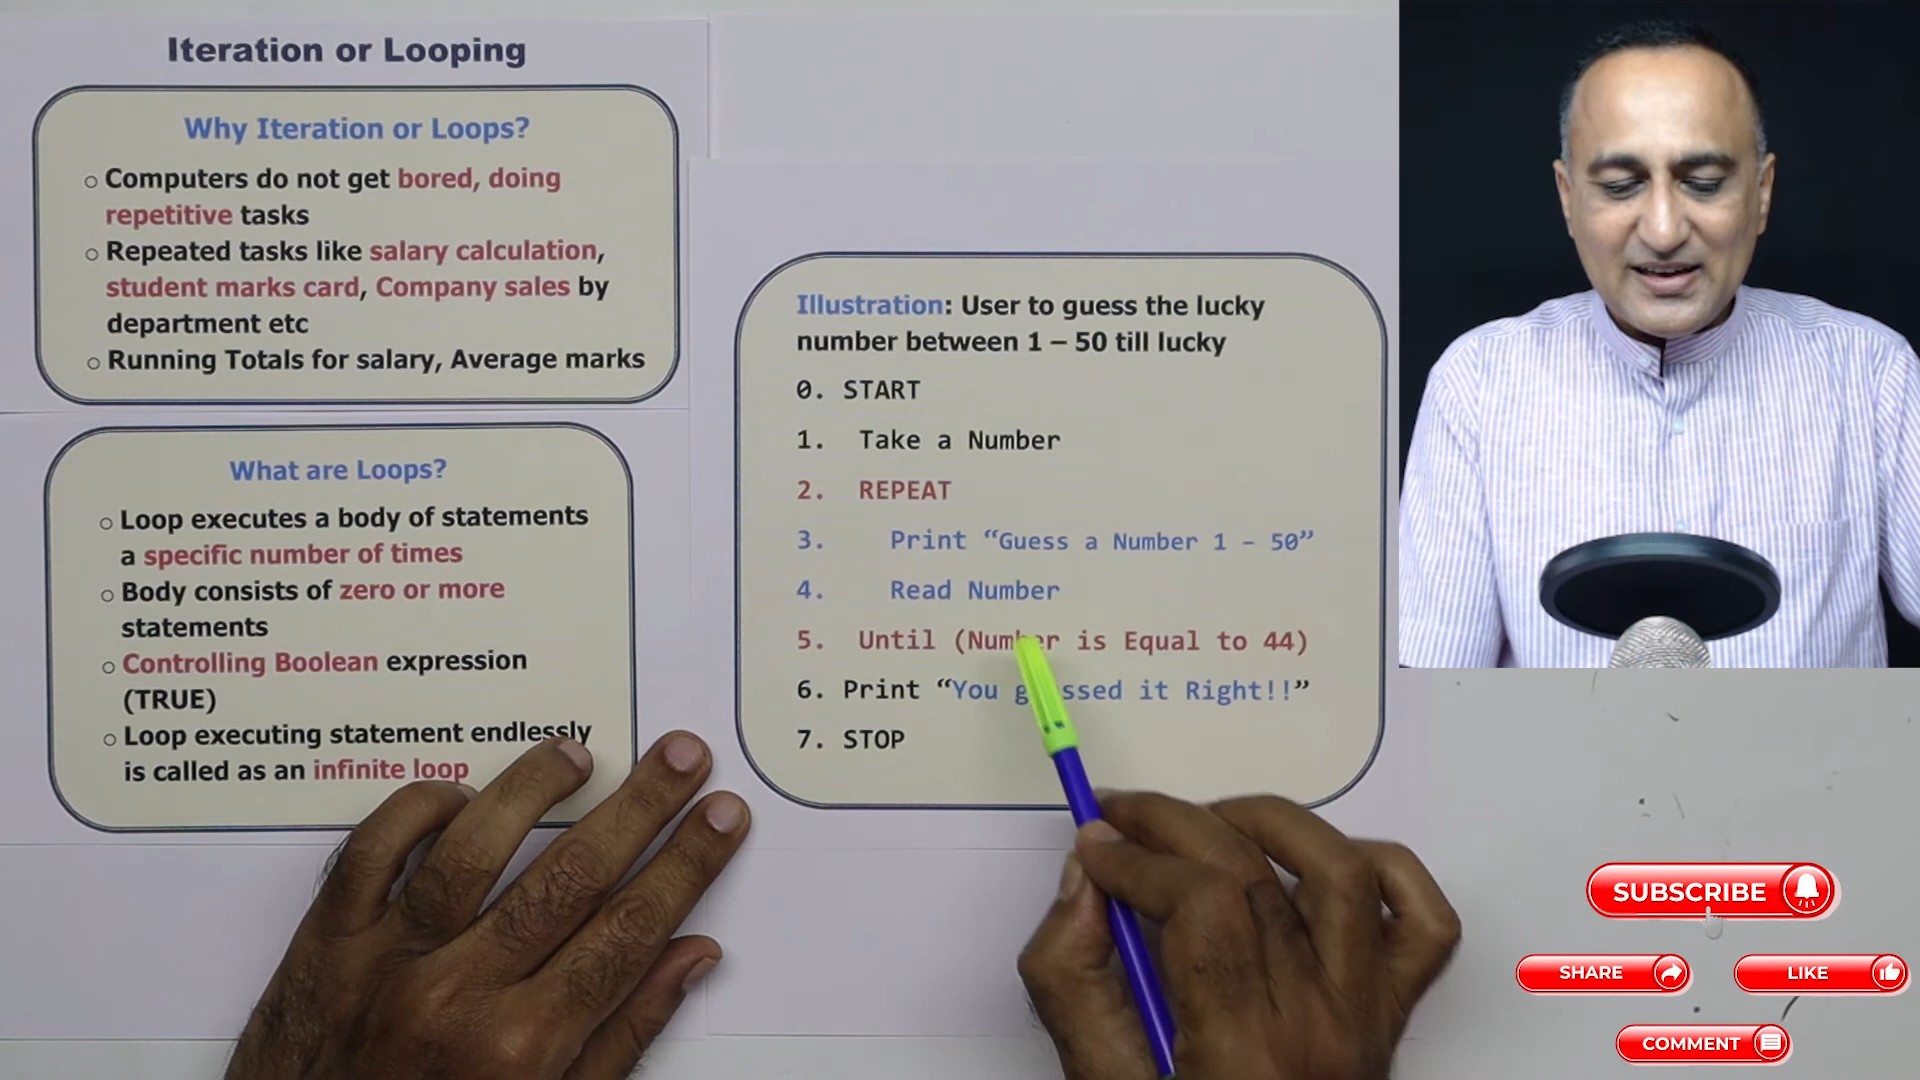 Iteration or Looping
Why Iteration or Loops?
Computers do not get bored, doing
repetitive tasks
Repeated tasks like salary calculation,
student marks card, Company sales by
department etc
Running Totals for salary, Average marks
What are Loops?
Loop executes a body of statements
a specific number of times
Body consists of zero or more
statements
Controlling Boolean expression
(TRUE)
Loop executing statement endlessly
is called as an infinite loop
Illustration: User to guess the lucky
number between 1 – 50 till lucky
0. START
1. Take a Number
2. REPEAT
3. Print “Guess a Number 1 – 50”
4. Read Number
5. Until (Number is Equal to 44)
6. Print “You guessed it Right!!”
7. STOP
SUBSCRIBE
SHARE
LIKE
COMMENT